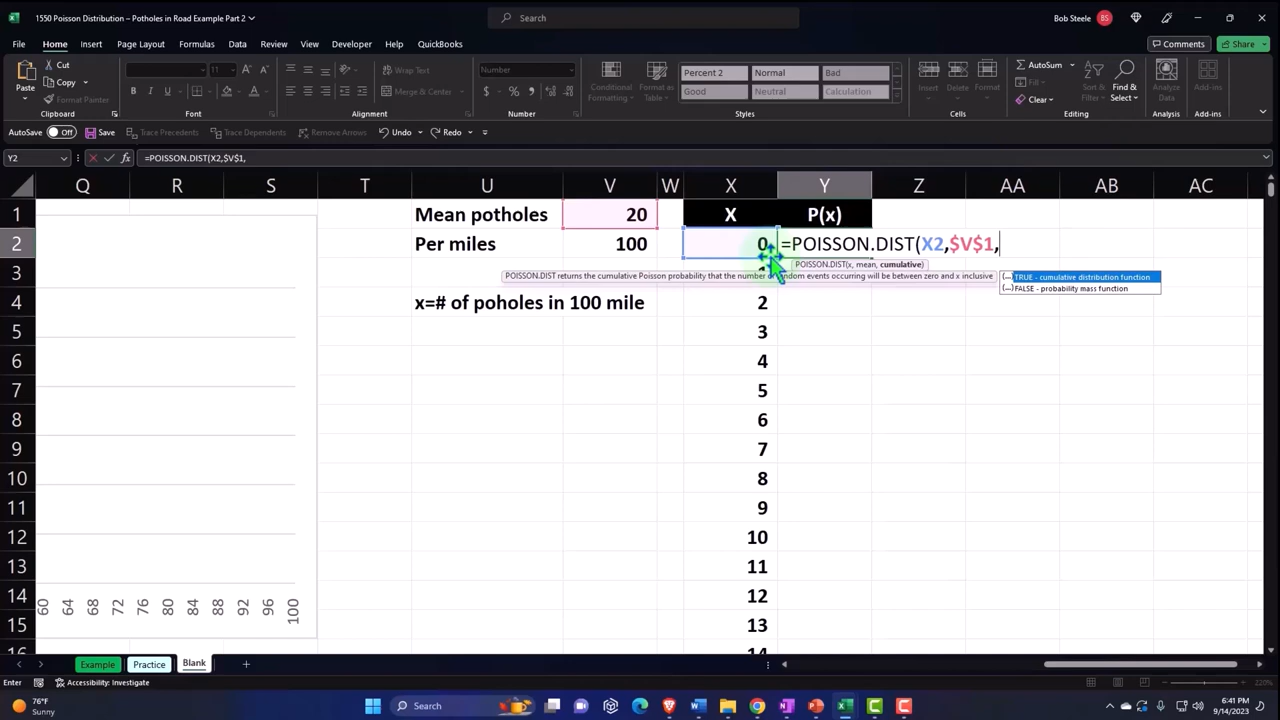 1550 Poisson Distribution – Potholes in Road Example Part 2
Search
Bob Steele
BS
File
Home
Insert
Page Layout
Formulas
Data
Review
View
Developer
Help
QuickBooks
Comments
Share
Paste
Cut
Copy
Format Painter
Clipboard
11
Font
Wrap Text
Merge & Center
Alignment
Number
Number
Conditional Formatting
Format as Table
Percent 2
Normal
Bad
Good
Neutral
Calculation
Styles
Insert
Delete
Format
Cells
AutoSum
Fill
Clear
Sort & Filter
Find & Select
Editing
Analyze Data
Analysis
Add-ins
Add-ins
AutoSave
Off
Save
Trace Precedents
Trace Dependents
Remove Arrows
Undo
Redo
Y2
=POISSON.DIST(X2,$V$1,
Q R S T U V W X Y Z AA AB AC
1 Mean potholes 20 X P(x)
2 Per miles 100 0 =POISSON.DIST(X2,$V$1,
POISSON.DIST(x, mean, cumulative)
POISSON.DIST returns the cumulative Poisson probability that the number of random events occurring will be between zero and x inclusive
TRUE - cumulative distribution function
FALSE - probability mass function
3
4 x=# of poholes in 100 mile 2
5 3
6 4
7 5
8 6
9 7
10 8
11 9
12 10
13 11
14 12
15 13
16 14
60 64 68 72 76 80 84 88 92 96 100
Example
Practice
Blank
Enter
Accessibility: Investigate
220%
76°F
Sunny
Search
6:41 PM
9/14/2023